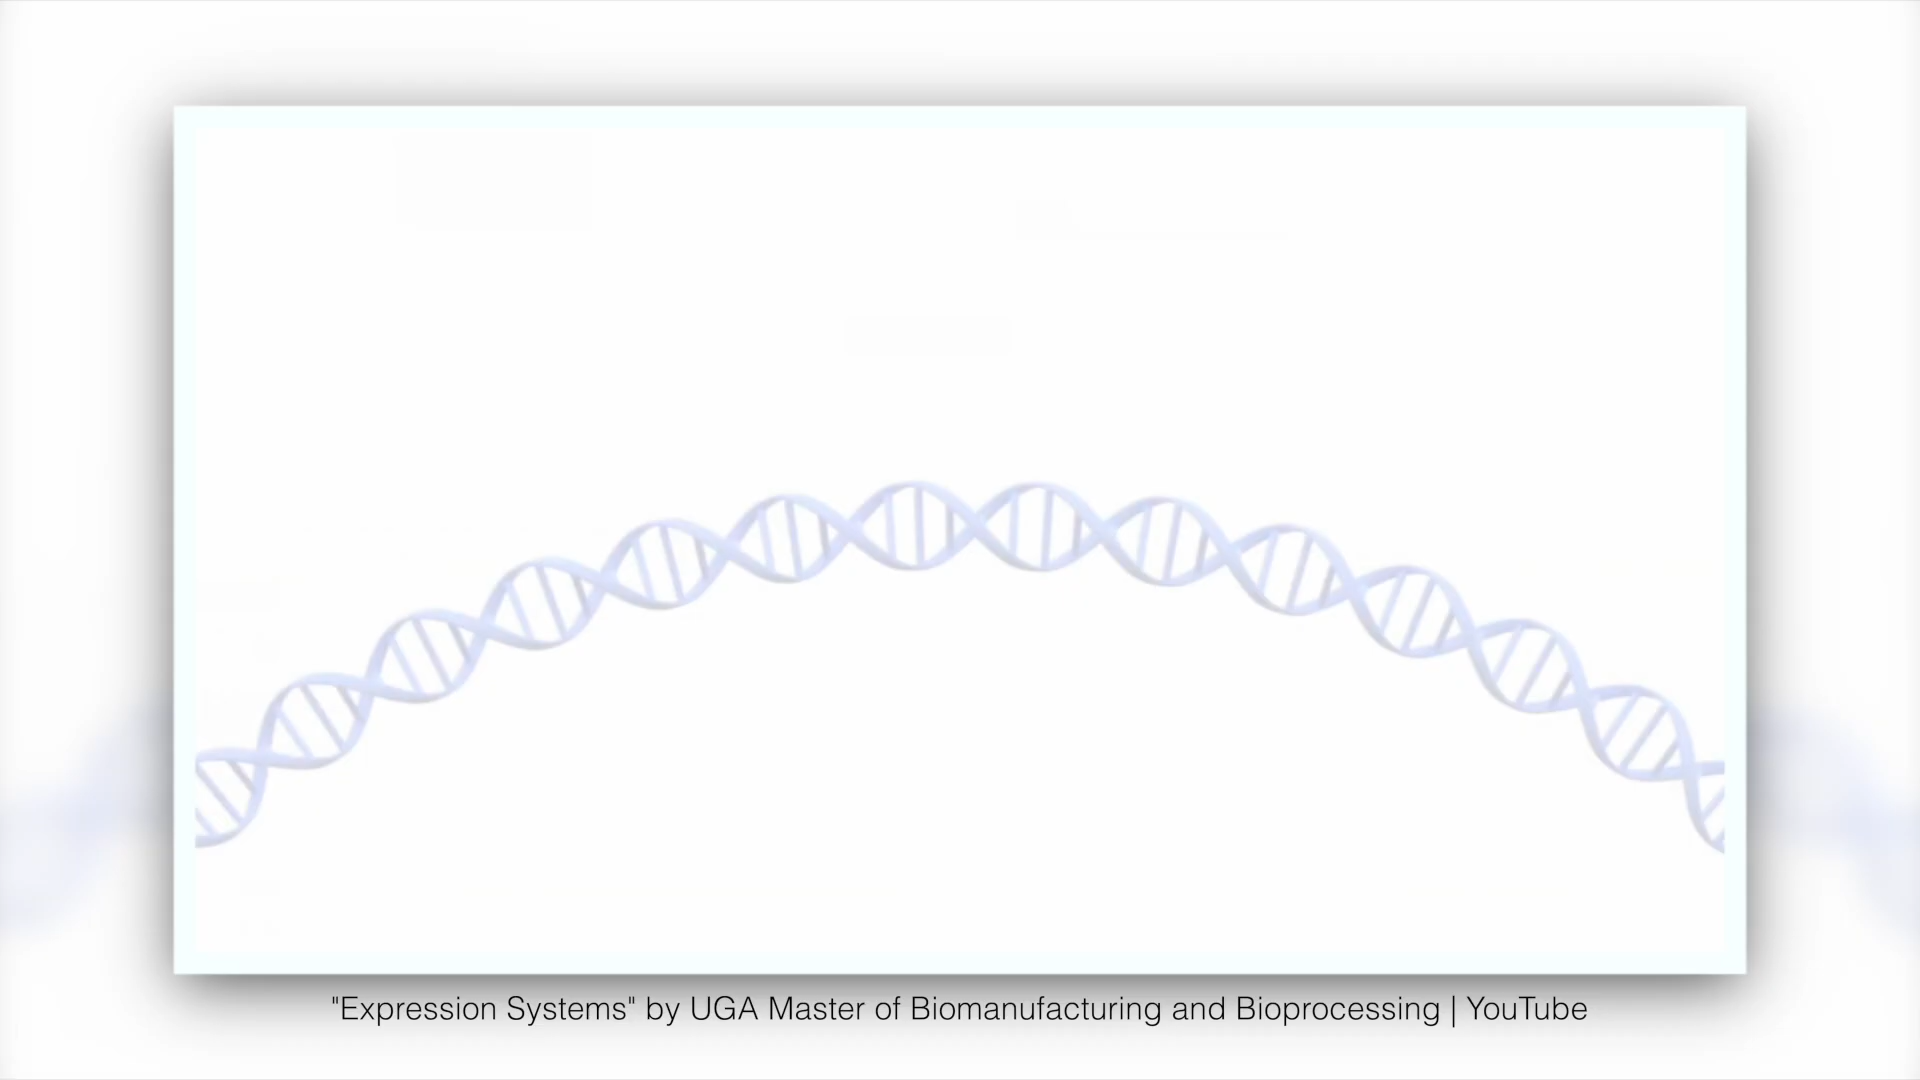 "Expression Systems" by UGA Master of Biomanufacturing and Bioprocessing | YouTube